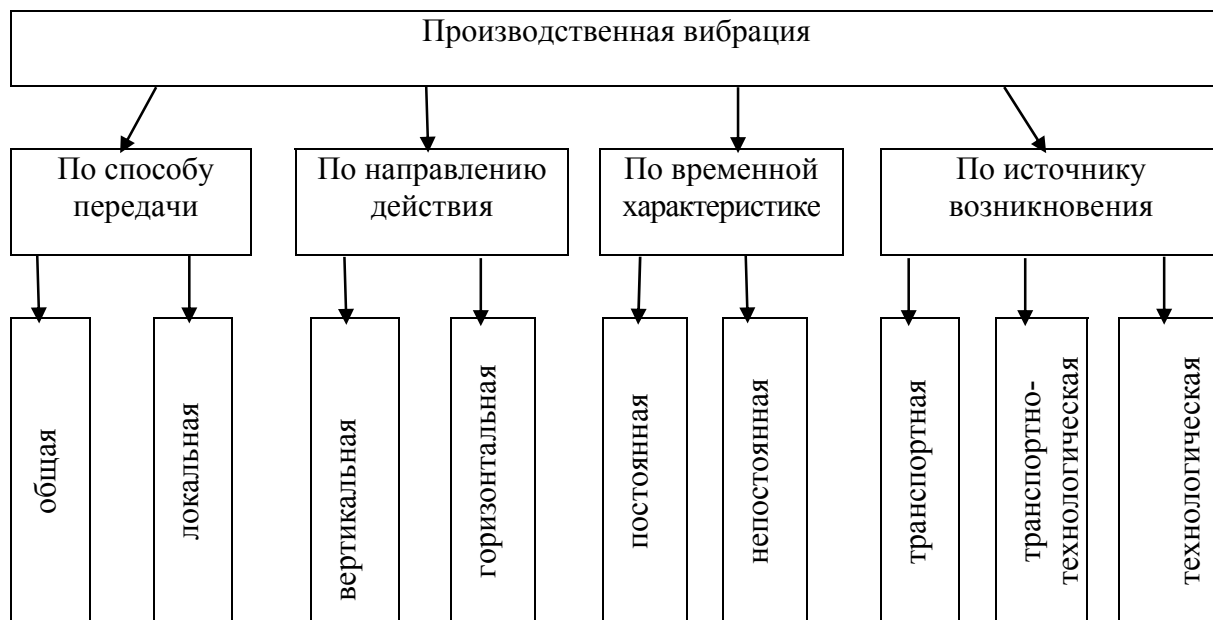 Производственная вибрация
По способу
передачи
По направлению
действия
По временной
характеристике
По источнику
возникновения
общая
локальная
вертикальная
горизонтальная
постоянная
непостоянная
транспортная
транспортно-
технологическая
технологическая